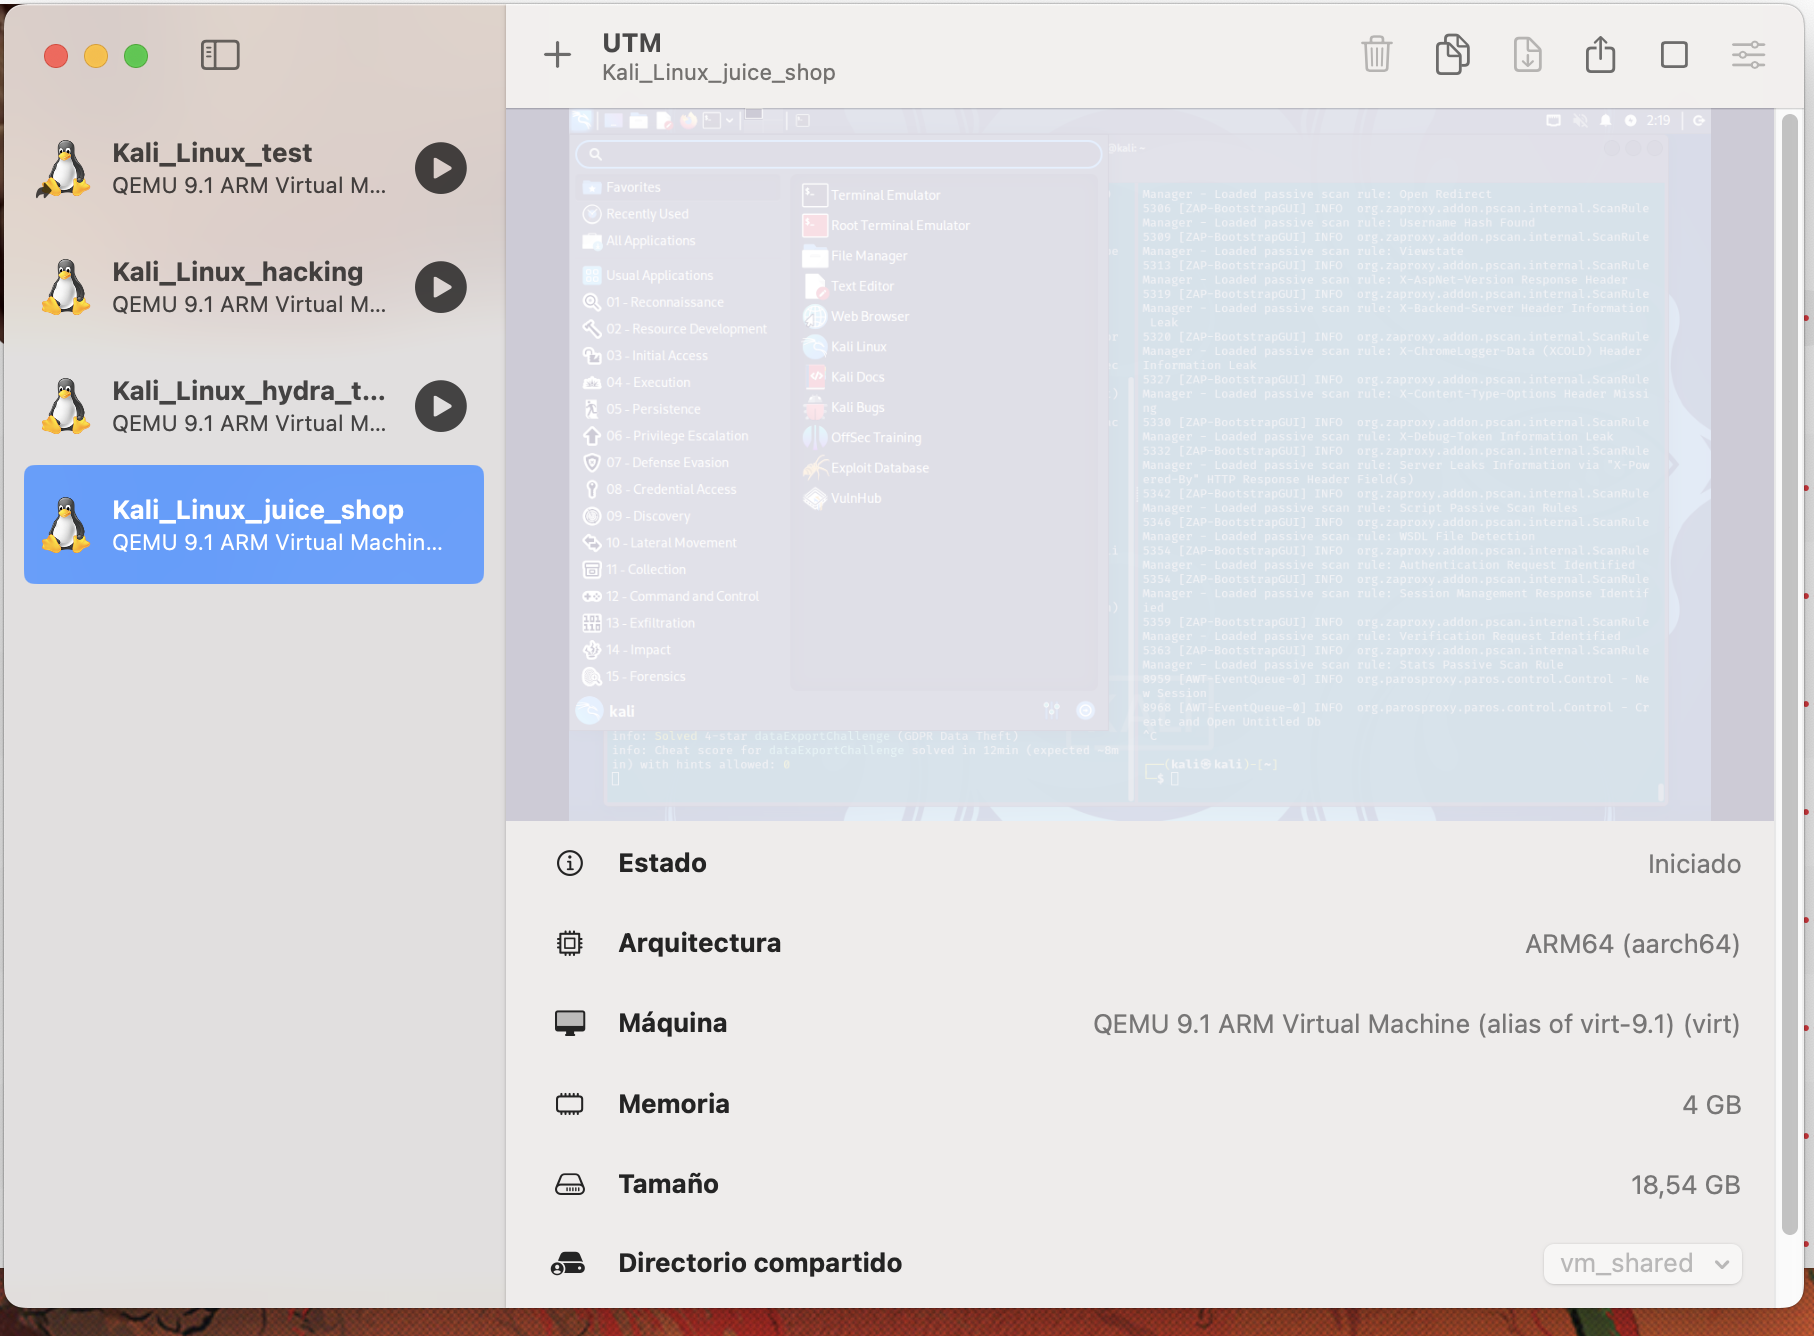 UTM
Kali_Linux_juice_shop
Kali_Linux_test
QEMU 9.1 ARM Virtual M...
Kali_Linux_hacking
QEMU 9.1 ARM Virtual M...
Kali_Linux_hydra_t...
QEMU 9.1 ARM Virtual M...
Kali_Linux_juice_shop
QEMU 9.1 ARM Virtual Machin...
2:19
Favorites
Recently Used
All Applications
Usual Applications
01 - Reconnaissance
02 - Resource Development
03 - Initial Access
04 - Execution
05 - Persistence
06 - Privilege Escalation
07 - Defense Evasion
08 - Credential Access
09 - Discovery
10 - Lateral Movement
11 - Collection
12 - Command and Control
13 - Exfiltration
14 - Impact
15 - Forensics
kali
Terminal Emulator
Root Terminal Emulator
File Manager
Text Editor
Web Browser
Kali Linux
Kali Docs
Kali Bugs
OffSec Training
Exploit Database
VulnHub
info: Solved 4-star dataExportChallenge (GDPR Data Theft)
info: Cheat score for dataExportChallenge solved in 12min (expected ~8m
in) with hints allowed: 0
@kali: ~
Manager - Loaded passive scan rule: Open Redirect
5306 [ZAP-BootstrapGUI] INFO  org.zaproxy.addon.pscan.internal.ScanRule
Manager - Loaded passive scan rule: Username Hash Found
5309 [ZAP-BootstrapGUI] INFO  org.zaproxy.addon.pscan.internal.ScanRule
Manager - Loaded passive scan rule: Viewstate
5313 [ZAP-BootstrapGUI] INFO  org.zaproxy.addon.pscan.internal.ScanRule
Manager - Loaded passive scan rule: X-AspNet-Version Response Header
5319 [ZAP-BootstrapGUI] INFO  org.zaproxy.addon.pscan.internal.ScanRule
Manager - Loaded passive scan rule: X-Backend-Server Header Information
Leak
5320 [ZAP-BootstrapGUI] INFO  org.zaproxy.addon.pscan.internal.ScanRule
Manager - Loaded passive scan rule: X-ChromeLogger-Data (XCOLD) Header
Information Leak
5327 [ZAP-BootstrapGUI] INFO  org.zaproxy.addon.pscan.internal.ScanRule
Manager - Loaded passive scan rule: X-Content-Type-Options Header Missi
ng
5330 [ZAP-BootstrapGUI] INFO  org.zaproxy.addon.pscan.internal.ScanRule
Manager - Loaded passive scan rule: X-Debug-Token Information Leak
5332 [ZAP-BootstrapGUI] INFO  org.zaproxy.addon.pscan.internal.ScanRule
Manager - Loaded passive scan rule: Server Leaks Information via "X-Pow
ered-By" HTTP Response Header Field(s)
5342 [ZAP-BootstrapGUI] INFO  org.zaproxy.addon.pscan.internal.ScanRule
Manager - Loaded passive scan rule: Script Passive Scan Rules
5346 [ZAP-BootstrapGUI] INFO  org.zaproxy.addon.pscan.internal.ScanRule
Manager - Loaded passive scan rule: WSDL File Detection
5354 [ZAP-BootstrapGUI] INFO  org.zaproxy.addon.pscan.internal.ScanRule
Manager - Loaded passive scan rule: Authentication Request Identified
5354 [ZAP-BootstrapGUI] INFO  org.zaproxy.addon.pscan.internal.ScanRule
Manager - Loaded passive scan rule: Session Management Response Identif
ied
5359 [ZAP-BootstrapGUI] INFO  org.zaproxy.addon.pscan.internal.ScanRule
Manager - Loaded passive scan rule: Verification Request Identified
5363 [ZAP-BootstrapGUI] INFO  org.zaproxy.addon.pscan.internal.ScanRule
Manager - Loaded passive scan rule: Stats Passive Scan Rule
8959 [AWT-EventQueue-0] INFO  org.parosproxy.paros.control.Control - Ne
w Session
8960 [AWT-EventQueue-0] INFO  org.parosproxy.paros.control.Control - Cr
eate and Open Untitled Db
^C
(kali㉿kali)-[~]
$
Estado
Iniciado
Arquitectura
ARM64 (aarch64)
Máquina
QEMU 9.1 ARM Virtual Machine (alias of virt-9.1) (virt)
Memoria
4 GB
Tamaño
18,54 GB
Directorio compartido
vm_shared